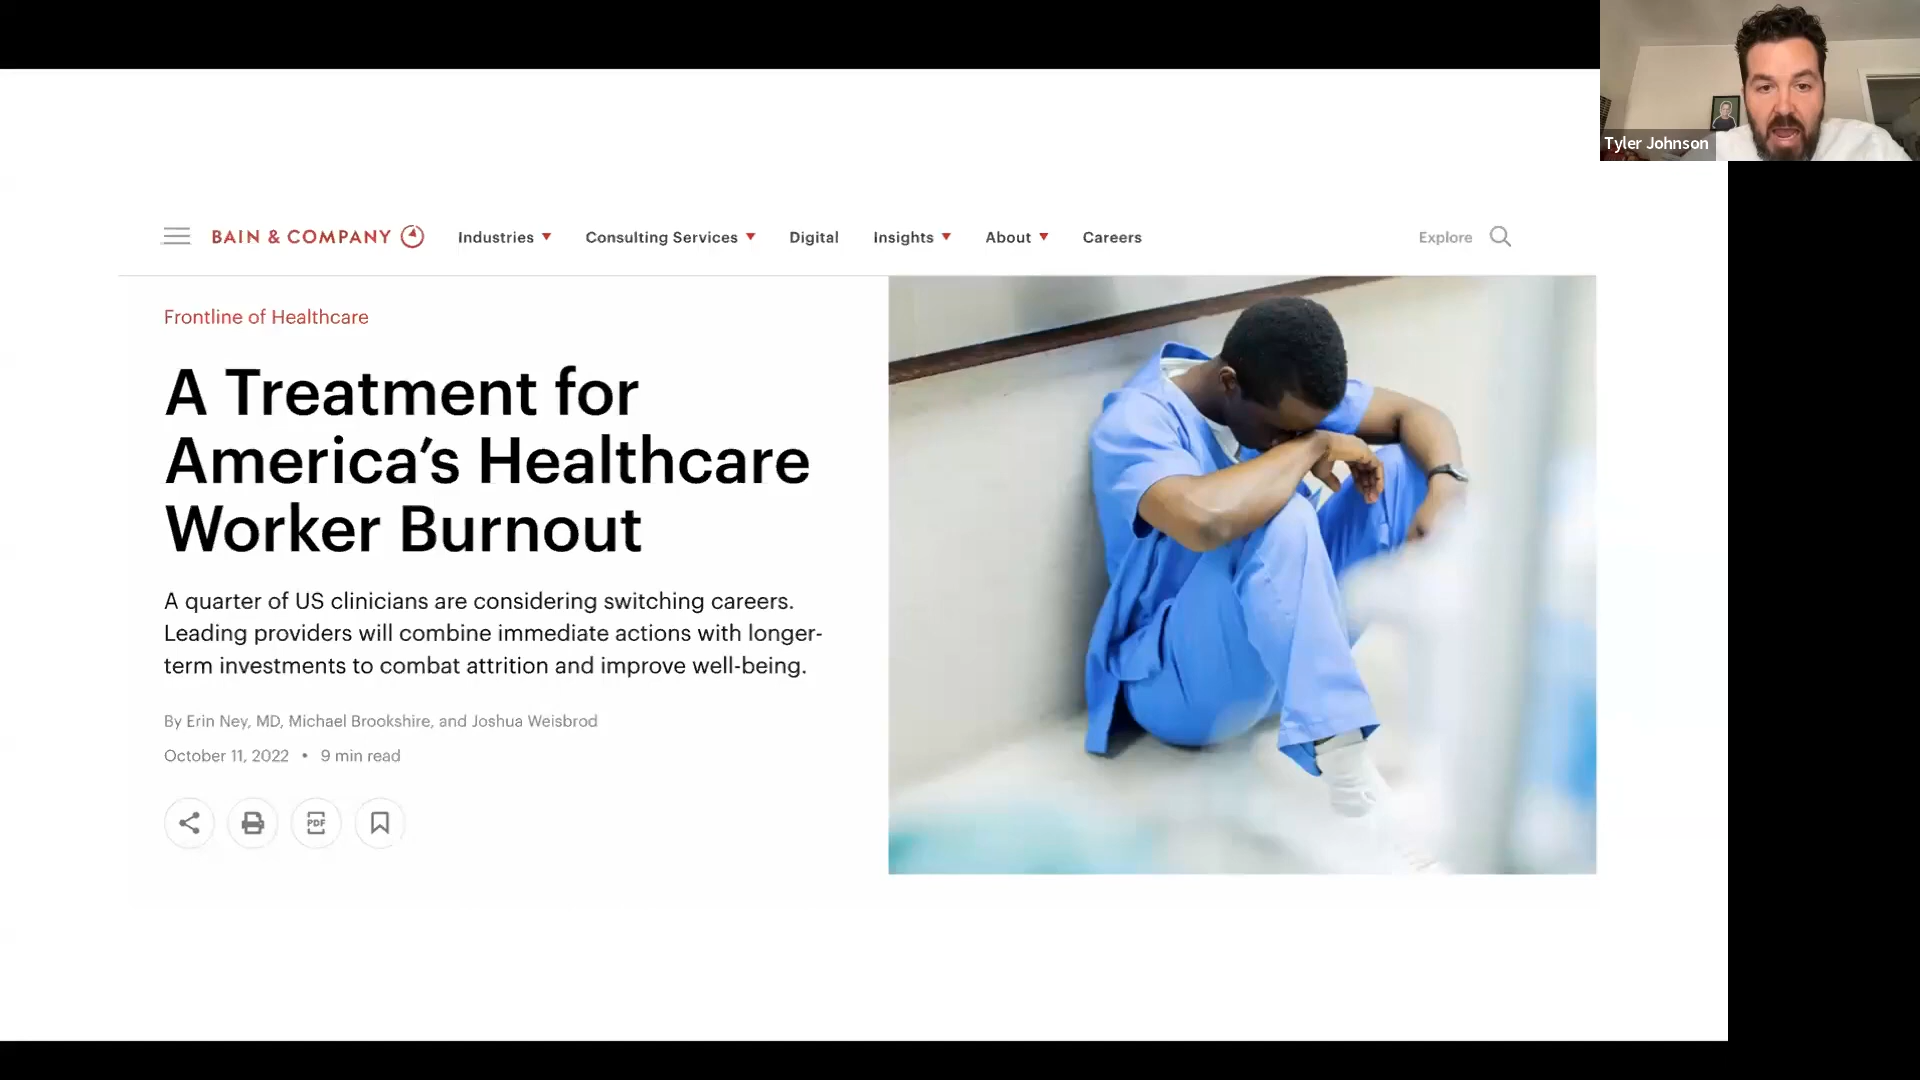 Tyler Johnson
BAIN & COMPANY
Industries
Consulting Services
Digital
Insights
About
Careers
Explore
Frontline of Healthcare
A Treatment for
America's Healthcare
Worker Burnout
A quarter of US clinicians are considering switching careers.
Leading providers will combine immediate actions with longer-
term investments to combat attrition and improve well-being.
By Erin Ney, MD, Michael Brookshire, and Joshua Weisbrod
October 11, 2022 • 9 min read
PDF